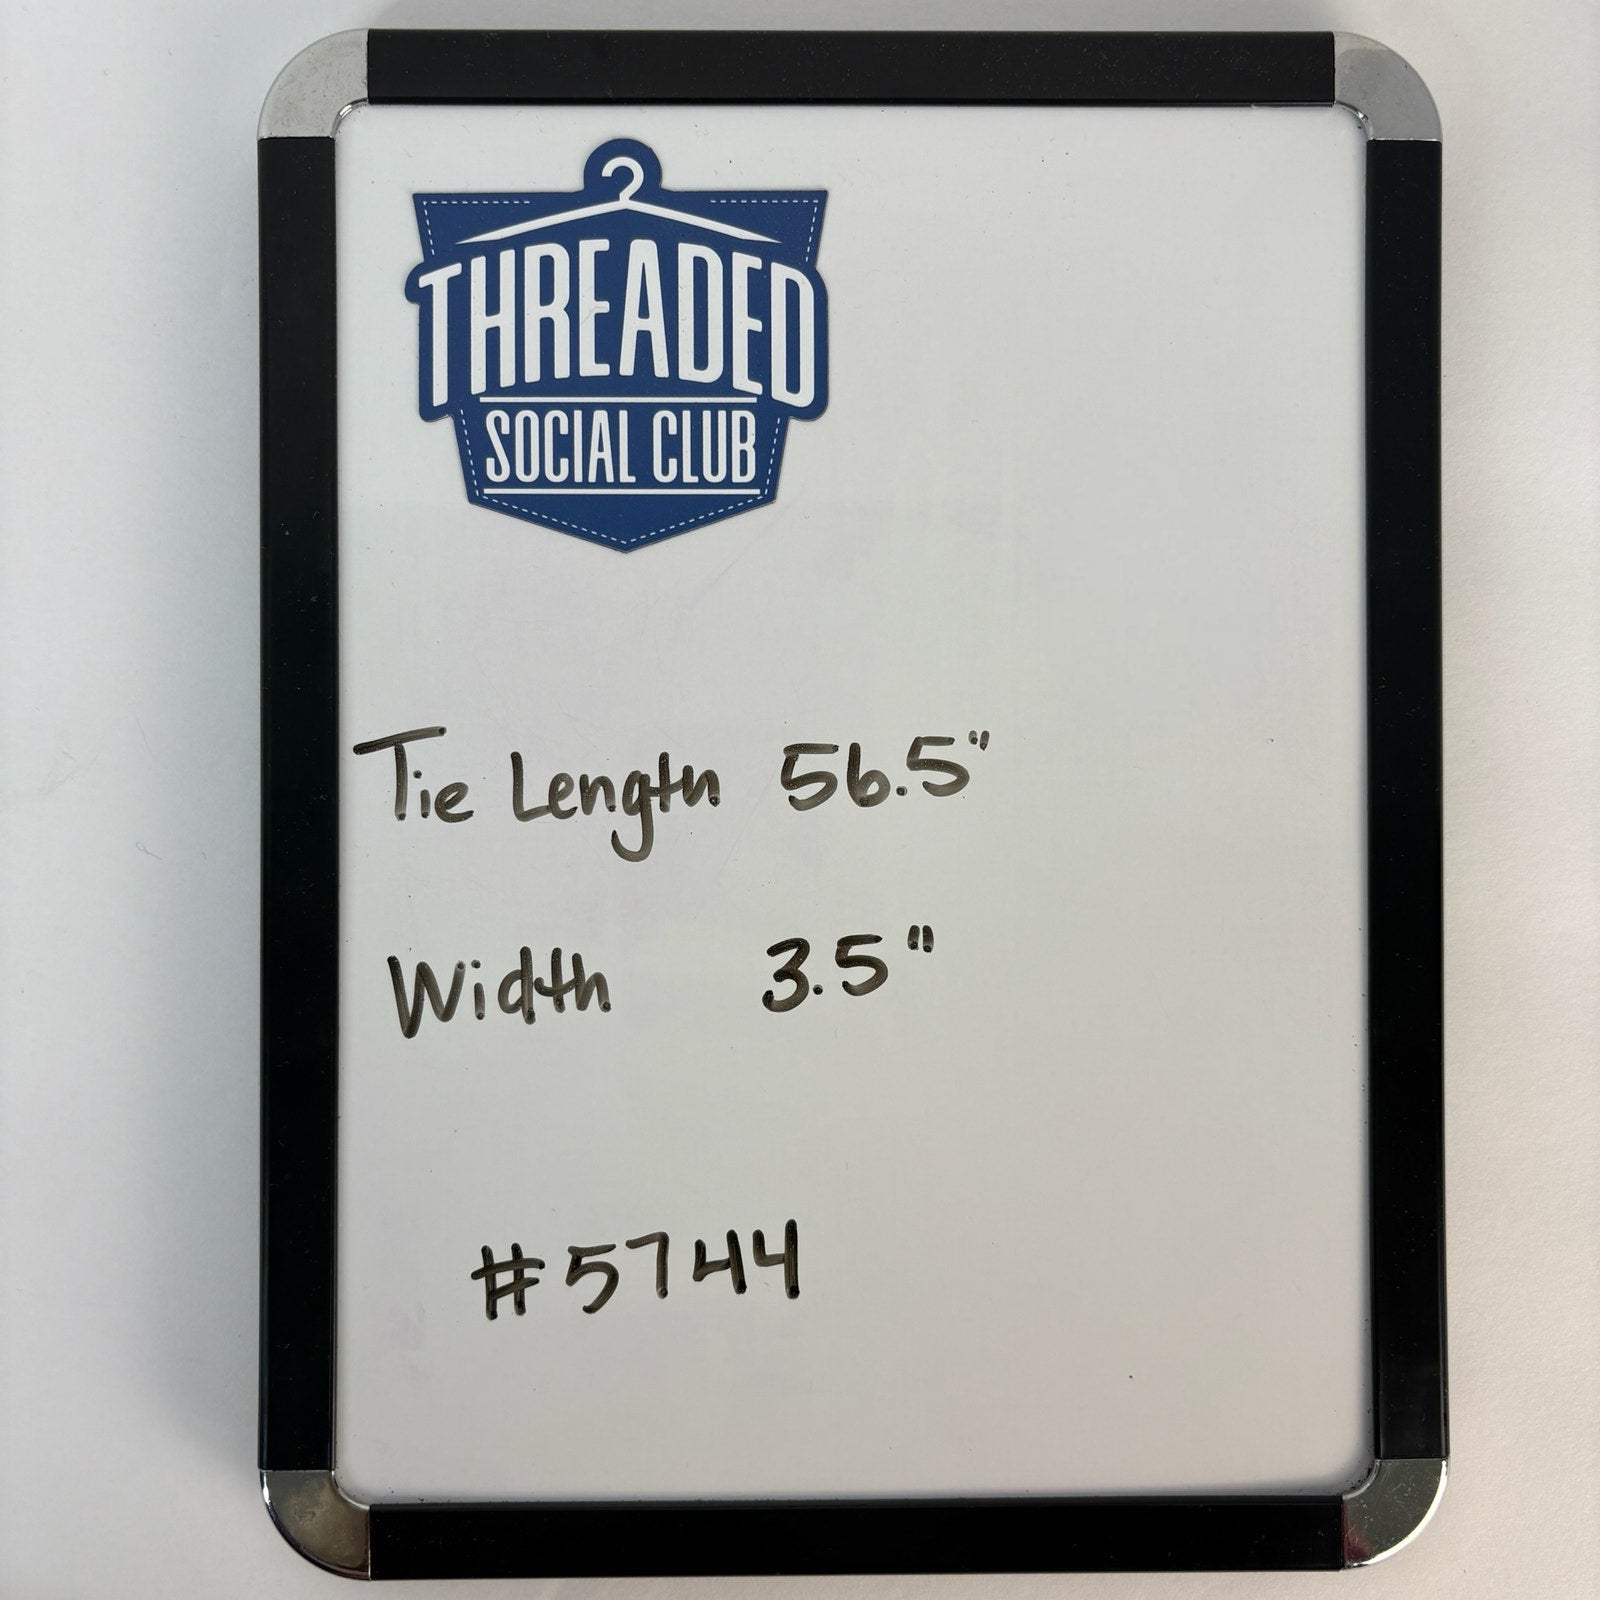 THREADED
SOCIAL CLUB
Tie Length 56.5"
Width 3.5"
#5744